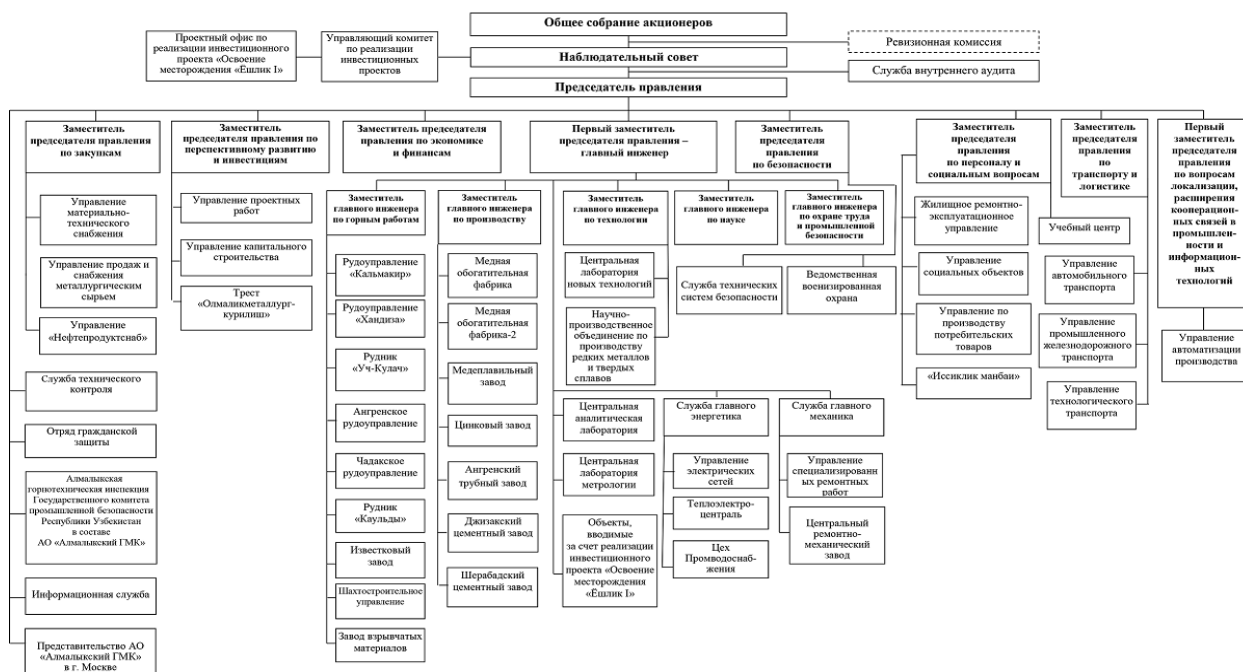 Общее собрание акционеров
Проектный офис по
реализации инвестиционного
проекта «Освоение
месторождения «Ёшлик I»
Управляющий комитет
по реализации
инвестиционных
проектов
Наблюдательный совет
Ревизионная комиссия
Служба внутреннего аудита
Председатель правления
Заместитель
председателя правления
по закупкам
Заместитель
председателя правления по
перспективному развитию
и инвестициям
Заместитель председателя
правления по экономике
и финансам
Первый заместитель
председателя правления –
главный инженер
Заместитель
председателя
правления
по безопасности
Заместитель
председателя
правления
по персоналу и
социальным вопросам
Заместитель
председателя
правления
по
транспорту и
логистике
Первый
заместитель
председателя
правления
по вопросам
локализации,
расширения
кооперацион-
ных связей в
промышлен-
ности и
информацион-
ных
технологий
Управление
материально-
технического
снабжения
Управление продаж и
снабжения
металлургическим
сырьем
Управление
«Нефтепродуктснаб»
Служба технического
контроля
Отряд гражданской
защиты
Алмалыкская
горнотехническая инспекция
Государственного комитета
промышленной безопасности
Республики Узбекистан
в составе
АО «Алмалыкский ГМК»
Информационная служба
Представительство АО
«Алмалыкский ГМК»
в г. Москве
Управление проектных
работ
Управление капитального
строительства
Трест
«Олмаликметаллург-
курилиш»
Заместитель
главного инженера
по горным работам
Заместитель
главного инженера
по производству
Заместитель
главного инженера
по технологии
Заместитель
главного инженера
по науке
Заместитель главного
инженера
по охране труда
и промышленной
безопасности
Рудоуправление
«Кальмакир»
Рудоуправление
«Хандиза»
Рудник
«Уч-Кулач»
Ангренское
рудоуправление
Чадакское
рудоуправление
Рудник
«Каульды»
Известковый
завод
Шахтостроительное
управление
Завод взрывчатых
материалов
Медная
обогатительная
фабрика
Медная
обогатительная
фабрика-2
Медеплавильный
завод
Цинковый завод
Ангренский
трубный завод
Джизакский
цементный завод
Шерабадский
цементный завод
Центральная
лаборатория
новых технологий
Научно-
производственное
объединение по
производству
редких металлов
и твердых
сплавов
Центральная
аналитическая
лаборатория
Центральная
лаборатория
метрологии
Объекты,
вводимые
за счет реализации
инвестиционного
проекта «Освоение
месторождения
«Ёшлик I»
Служба технических
систем безопасности
Ведомственная
военизированная
охрана
Служба главного
энергетика
Управление
электрических
сетей
Теплоэлектро-
централь
Цех
Промводоснаб-
жения
Служба главного
механика
Управление
специализированн
ых ремонтных
работ
Центральный
ремонтно-
механический
завод
Жилищное ремонтно-
эксплуатационное
управление
Управление
социальных объектов
Управление по
производству
потребительских
товаров
«Иссиклик манбаи»
Учебный центр
Управление
автомобильного
транспорта
Управление
промышленного
железнодорожного
транспорта
Управление
технологического
транспорта
Управление
автоматизации
производства